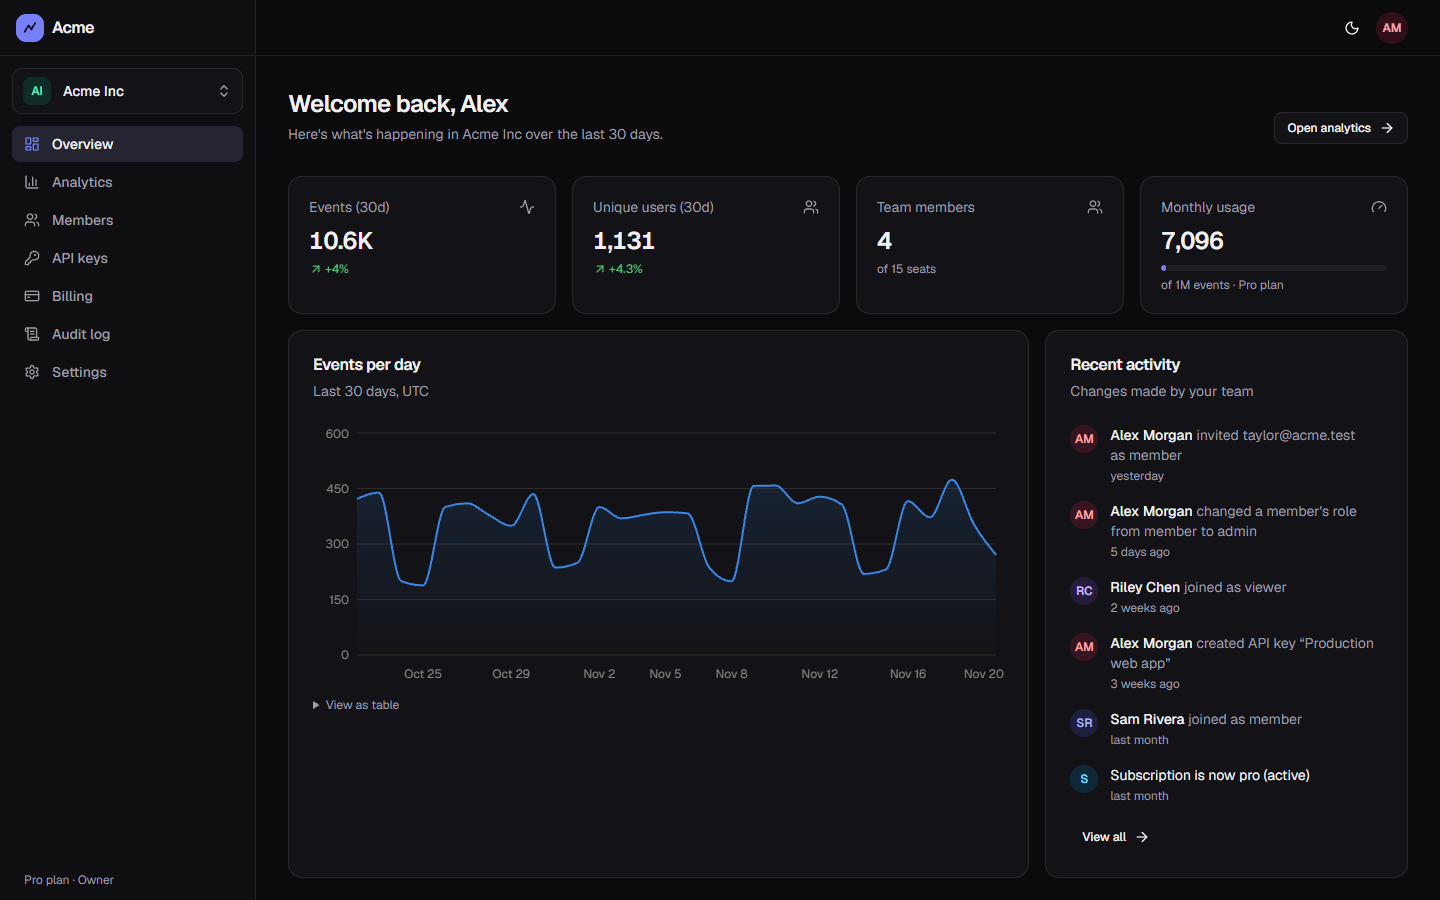 Acme
AM
AI
Acme Inc
Overview
Analytics
Members
API keys
Billing
Audit log
Settings
Pro plan · Owner
Welcome back, Alex
Here's what's happening in Acme Inc over the last 30 days.
Open analytics
Events (30d)
10.6K
+4%
Unique users (30d)
1,131
+4.3%
Team members
4
of 15 seats
Monthly usage
7,096
of 1M events · Pro plan
Events per day
Last 30 days, UTC
600
450
300
150
0
Oct 25 Oct 29 Nov 2 Nov 5 Nov 8 Nov 12 Nov 16 Nov 20
View as table
Recent activity
Changes made by your team
AM
Alex Morgan invited taylor@acme.test
as member
yesterday
AM
Alex Morgan changed a member's role
from member to admin
5 days ago
RC
Riley Chen joined as viewer
2 weeks ago
AM
Alex Morgan created API key “Production
web app”
3 weeks ago
SR
Sam Rivera joined as member
last month
S
Subscription is now pro (active)
last month
View all